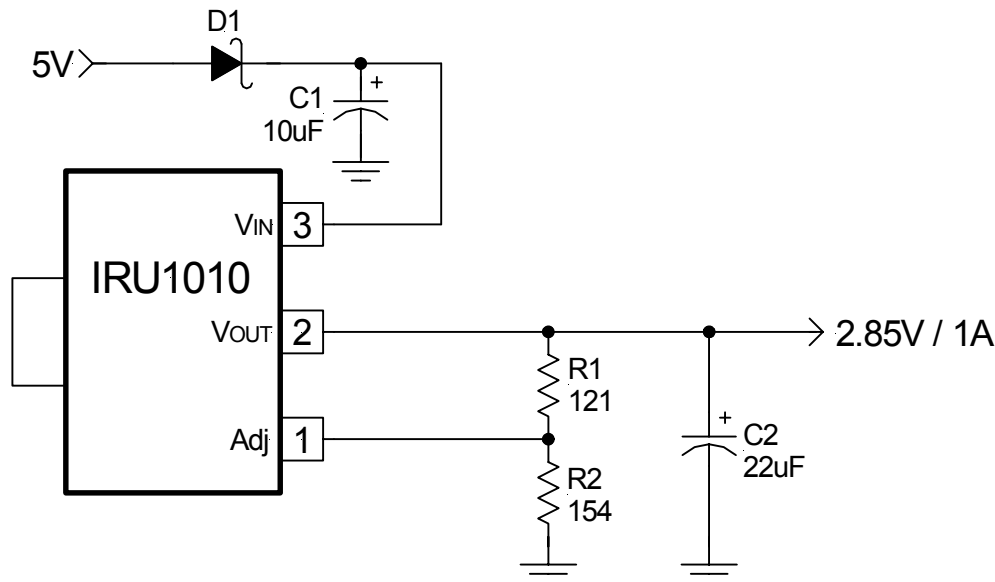 D1
5V
C1
10uF
+
VIN
3
IRU1010
VOUT
2
2.85V / 1A
R1
121
Adj
1
+
C2
22uF
R2
154